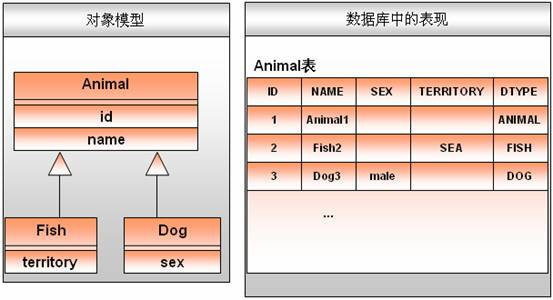 对象模型
Animal
id
name
Fish
territory
Dog
sex
数据库中的表现
Animal表
ID NAME SEX TERRITORY DTYPE
1 Animal1 ANIMAL
2 Fish2 SEA FISH
3 Dog3 male DOG
...